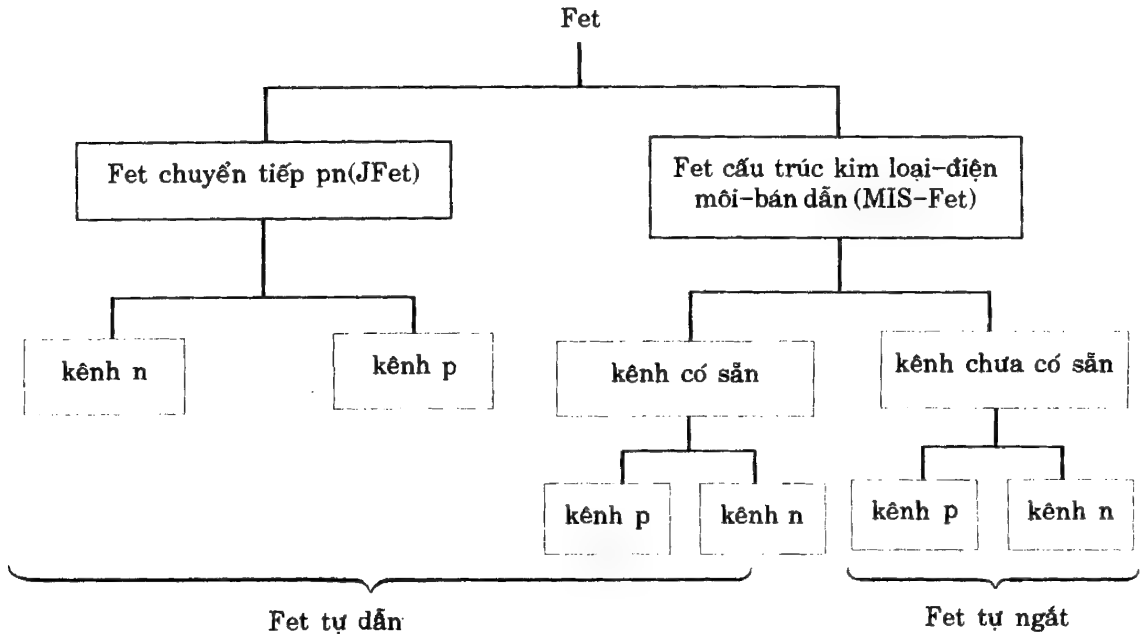 Fet
Fet chuyển tiếp pn(JFet)
Fet cấu trúc kim loại-điện
môi-bán dẫn (MIS-Fet)
kênh n
kênh p
kênh có sẵn
kênh chưa có sẵn
kênh p
kênh n
kênh p
kênh n
Fet tự dẫn
Fet tự ngắt